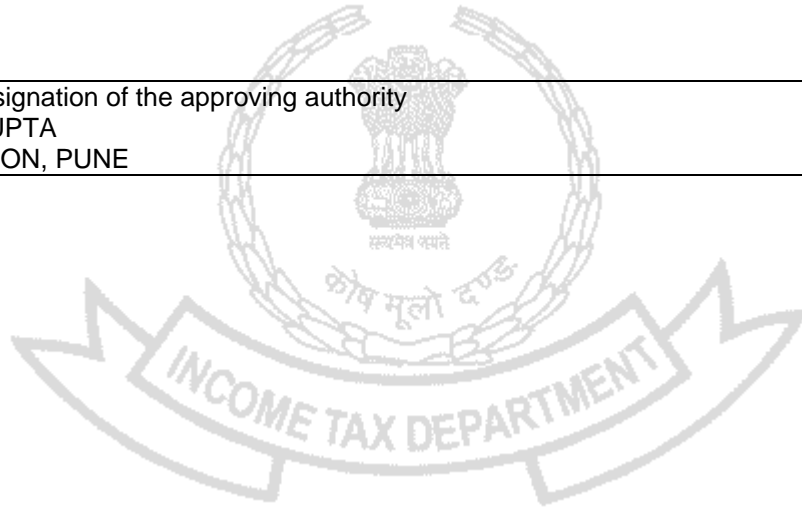 signation of the approving authority
UPTA
ON, PUNE
सत्यमेव जयते
कोष मूलो दण्डः
INCOME TAX DEPARTMENT